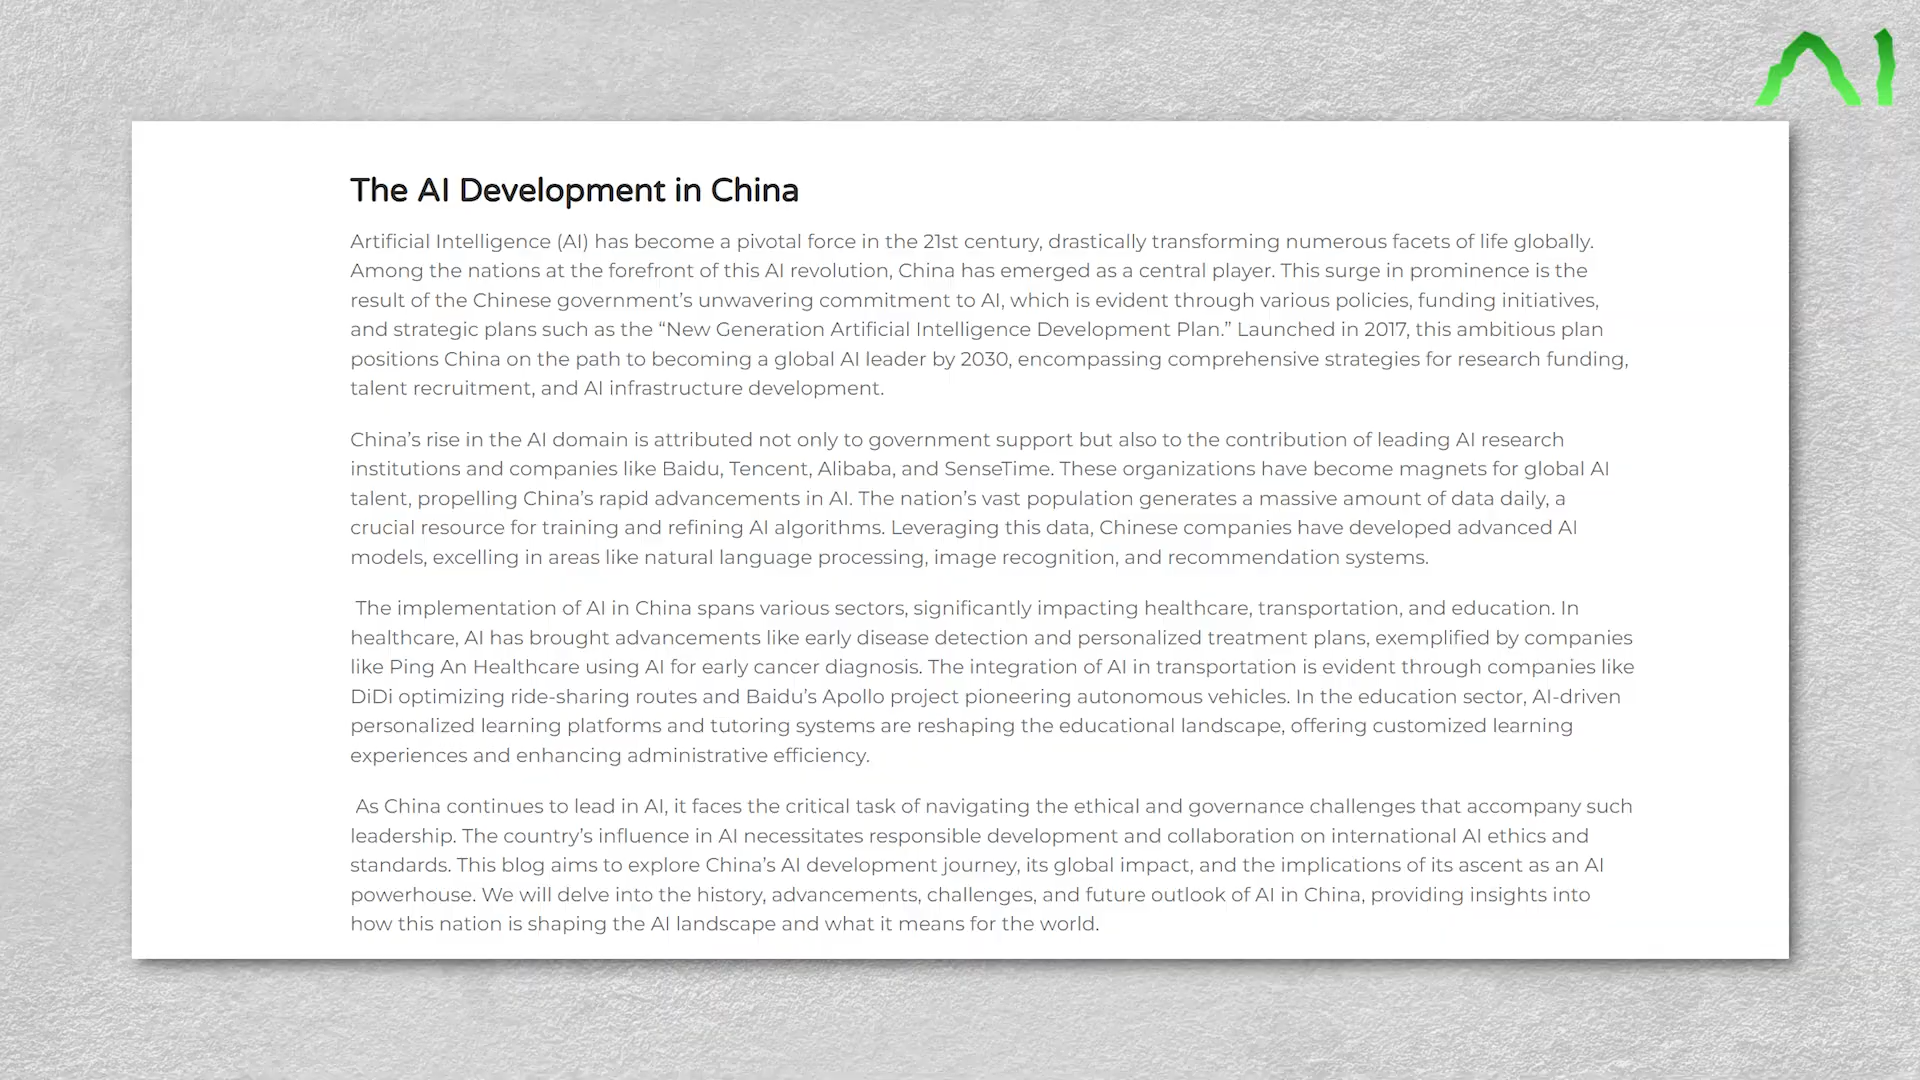 AI
The AI Development in China
Artificial Intelligence (AI) has become a pivotal force in the 21st century, drastically transforming numerous facets of life globally.
Among the nations at the forefront of this AI revolution, China has emerged as a central player. This surge in prominence is the
result of the Chinese government’s unwavering commitment to AI, which is evident through various policies, funding initiatives,
and strategic plans such as the “New Generation Artificial Intelligence Development Plan.” Launched in 2017, this ambitious plan
positions China on the path to becoming a global AI leader by 2030, encompassing comprehensive strategies for research funding,
talent recruitment, and AI infrastructure development.
China’s rise in the AI domain is attributed not only to government support but also to the contribution of leading AI research
institutions and companies like Baidu, Tencent, Alibaba, and SenseTime. These organizations have become magnets for global AI
talent, propelling China’s rapid advancements in AI. The nation’s vast population generates a massive amount of data daily, a
crucial resource for training and refining AI algorithms. Leveraging this data, Chinese companies have developed advanced AI
models, excelling in areas like natural language processing, image recognition, and recommendation systems.
The implementation of AI in China spans various sectors, significantly impacting healthcare, transportation, and education. In
healthcare, AI has brought advancements like early disease detection and personalized treatment plans, exemplified by companies
like Ping An Healthcare using AI for early cancer diagnosis. The integration of AI in transportation is evident through companies like
DiDi optimizing ride-sharing routes and Baidu’s Apollo project pioneering autonomous vehicles. In the education sector, AI-driven
personalized learning platforms and tutoring systems are reshaping the educational landscape, offering customized learning
experiences and enhancing administrative efficiency.
As China continues to lead in AI, it faces the critical task of navigating the ethical and governance challenges that accompany such
leadership. The country’s influence in AI necessitates responsible development and collaboration on international AI ethics and
standards. This blog aims to explore China’s AI development journey, its global impact, and the implications of its ascent as an AI
powerhouse. We will delve into the history, advancements, challenges, and future outlook of AI in China, providing insights into
how this nation is shaping the AI landscape and what it means for the world.